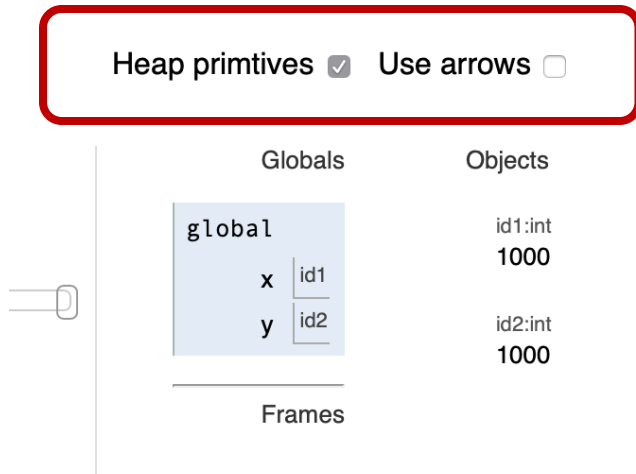 Heap primtives Use arrows
Globals Objects
global
x id1
y id2
id1:int
1000
id2:int
1000
Frames